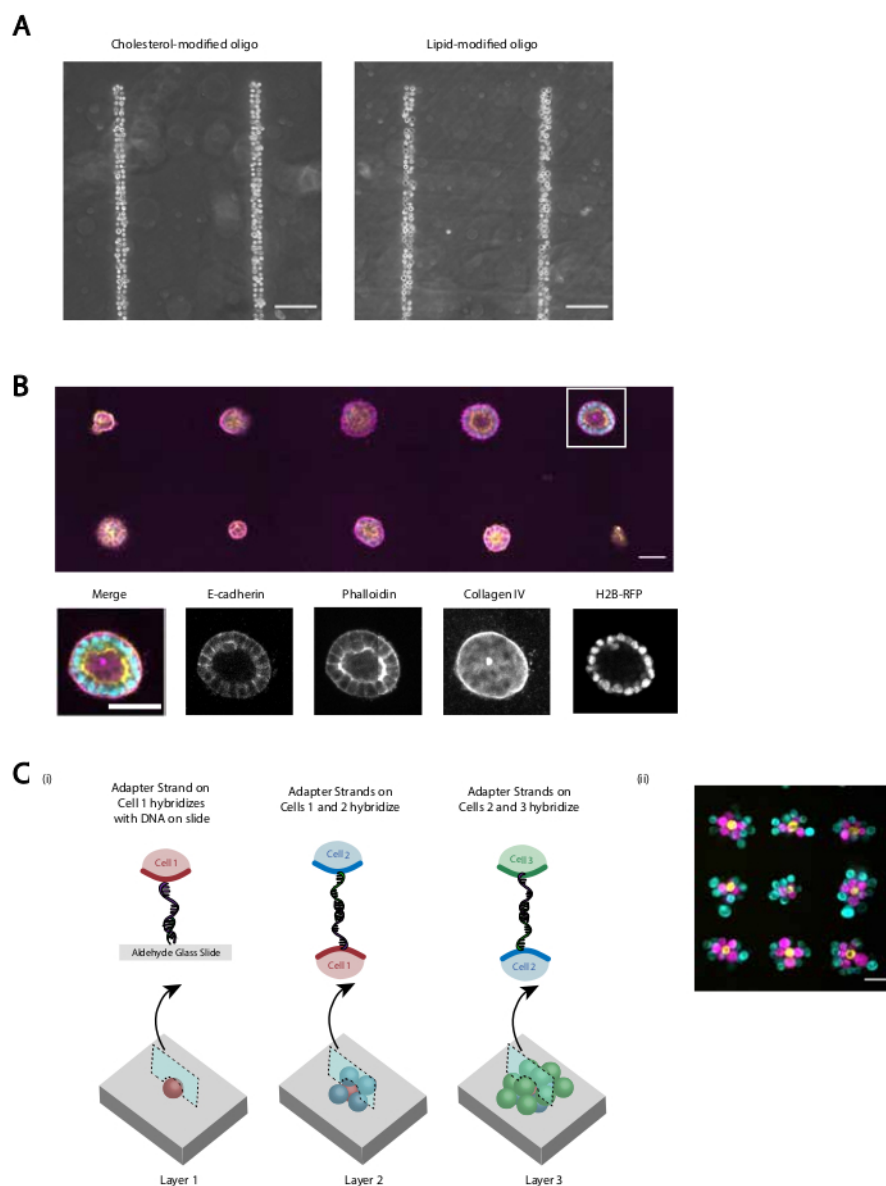 A
Cholesterol-modified oligo
Lipid-modified oligo
B
Merge
E-cadherin
Phalloidin
Collagen IV
H2B-RFP
C
(i)
Adapter Strand on
Cell 1 hybridizes
with DNA on slide
Adapter Strands on
Cells 1 and 2 hybridize
Adapter Strands on
Cells 2 and 3 hybridize
(ii)
Cell 1
Cell 2
Cell 3
Aldehyde Glass Slide
Cell 1
Cell 2
Layer 1
Layer 2
Layer 3